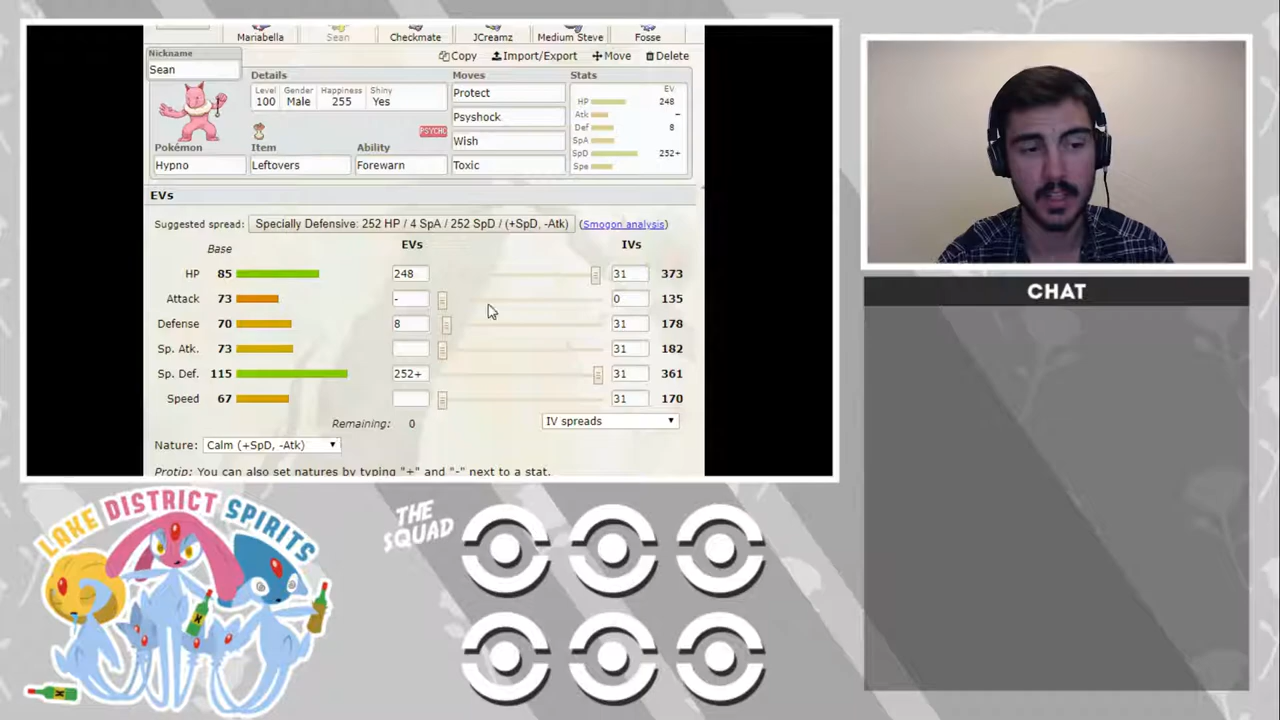 Mariabella Sean Checkmate JCreamz Medium Steve Fosse
Copy Import/Export Move Delete
Nickname
Sean
Details
Level Gender Happiness Shiny
100 Male 255 Yes
PSYCHC
Pokémon Item Ability
Hypno Leftovers Forewarn
Moves
Protect
Psyshock
Wish
Toxic
Stats
EV
HP 248
Atk –
Def 8
SpA
SpD 252+
Spe
EVs
Suggested spread: Specially Defensive: 252 HP / 4 SpA / 252 SpD / (+SpD, -Atk) (Smogon analysis)
Base EVs IVs
HP 85 248 31 373
Attack 73 - 0 135
Defense 70 8 31 178
Sp. Atk. 73 31 182
Sp. Def. 115 252+ 31 361
Speed 67 31 170
Remaining: 0 IV spreads
Nature: Calm (+SpD, -Atk)
Protip: You can also set natures by typing "+" and "-" next to a stat.
CHAT
LAKE DISTRICT SPIRITS
X
X
X
THE
SQUAD